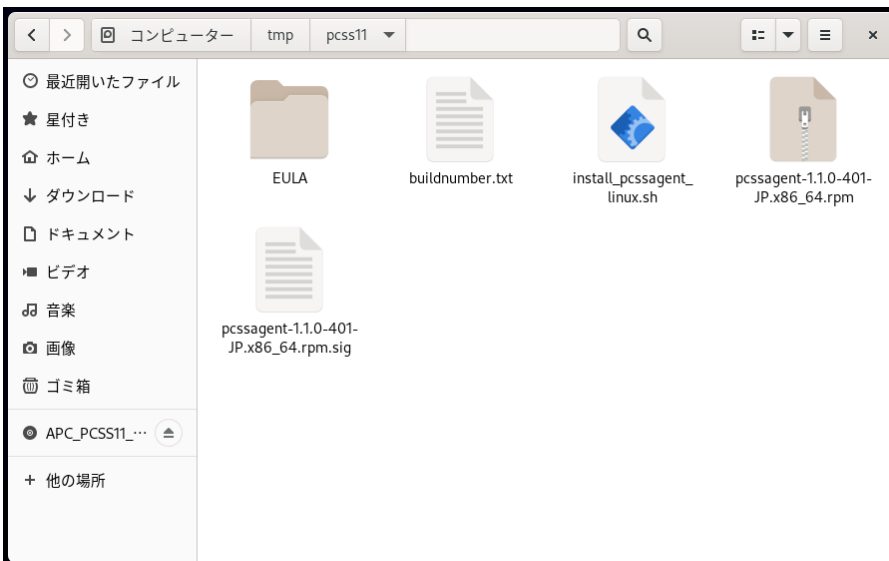 コンピューター tmp pcss11
最近開いたファイル
星付き
ホーム
ダウンロード
ドキュメント
ビデオ
音楽
画像
ゴミ箱
APC_PCSS11_…
+ 他の場所
EULA
buildnumber.txt
install_pcssagent_
linux.sh
pcssagent-1.1.0-401-
JP.x86_64.rpm
pcssagent-1.1.0-401-
JP.x86_64.rpm.sig